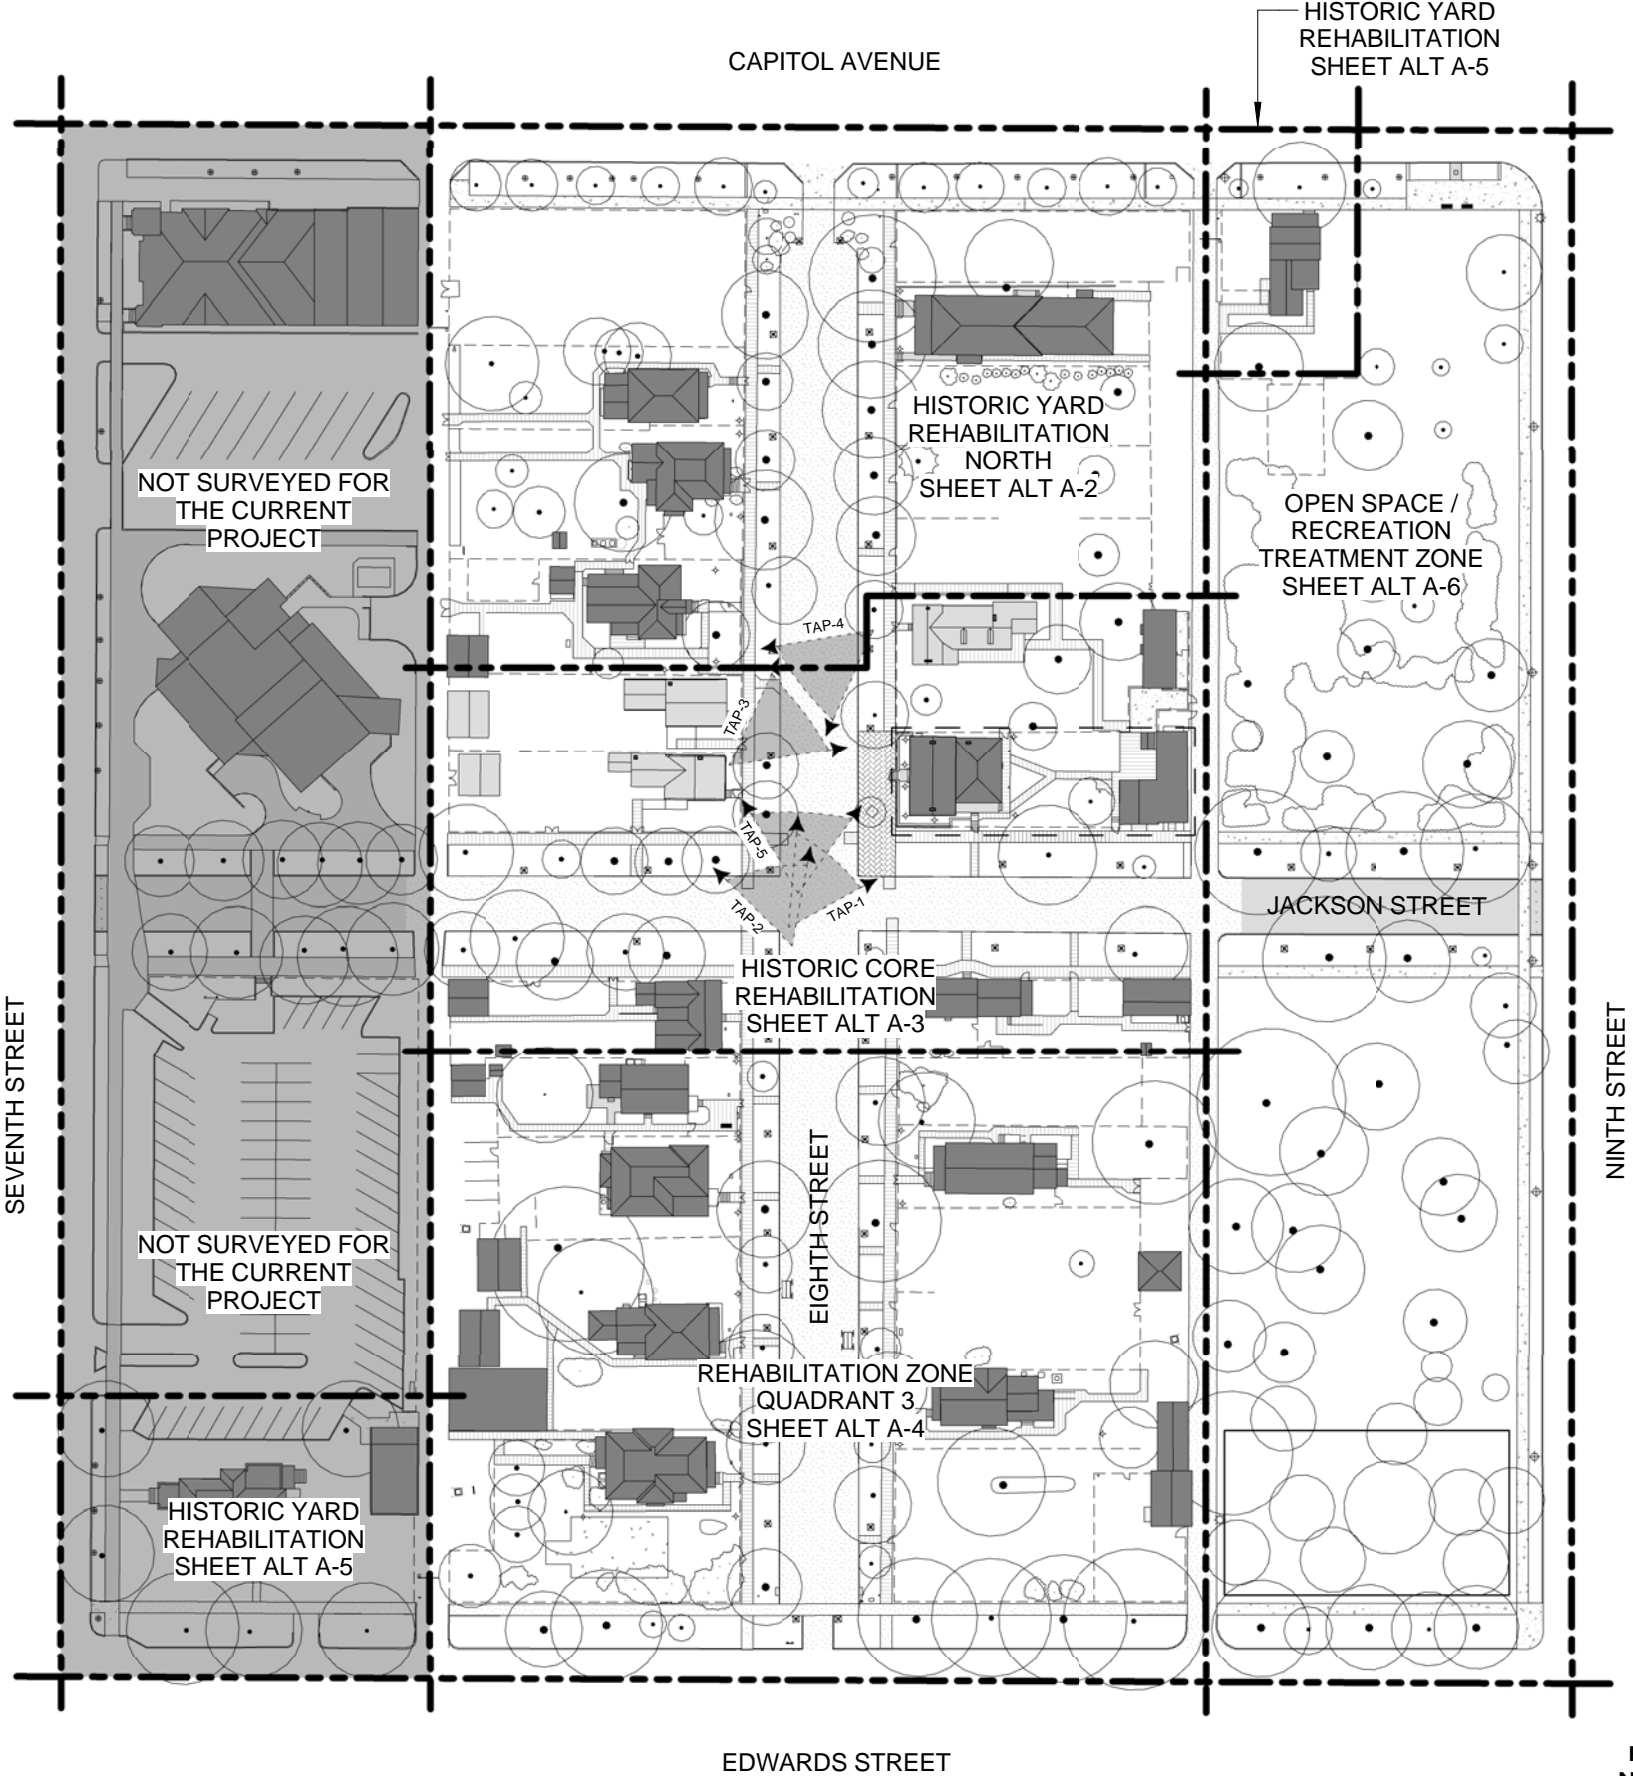 HISTORIC YARD
REHABILITATION
SHEET ALT A-5
CAPITOL AVENUE
HISTORIC YARD
REHABILITATION
NORTH
SHEET ALT A-2
NOT SURVEYED FOR
THE CURRENT
PROJECT
OPEN SPACE /
RECREATION
TREATMENT ZONE
SHEET ALT A-6
TAP-4
TAP-3
TAP-5
TAP-2
TAP-1
JACKSON STREET
HISTORIC CORE
REHABILITATION
SHEET ALT A-3
SEVENTH STREET
NINTH STREET
EIGHTH STREET
NOT SURVEYED FOR
THE CURRENT
PROJECT
REHABILITATION ZONE
QUADRANT 3
SHEET ALT A-4
HISTORIC YARD
REHABILITATION
SHEET ALT A-5
EDWARDS STREET